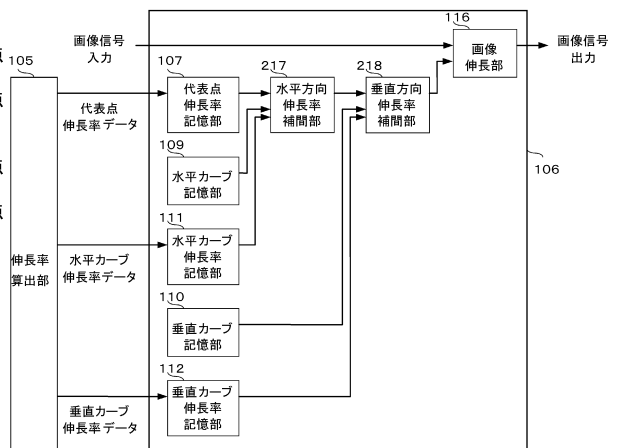 116
画像信号
入力
画像
伸長部
画像信号
出力
点
105
107
217
218
点
代表点
伸長率データ
代表点
伸長率
記憶部
水平方向
伸長率
補間部
垂直方向
伸長率
補間部
109
点
水平カーブ
記憶部
106
点
111
伸長率
算出部
水平カーブ
伸長率データ
水平カーブ
伸長率
記憶部
110
垂直カーブ
記憶部
112
垂直カーブ
伸長率データ
垂直カーブ
伸長率
記憶部